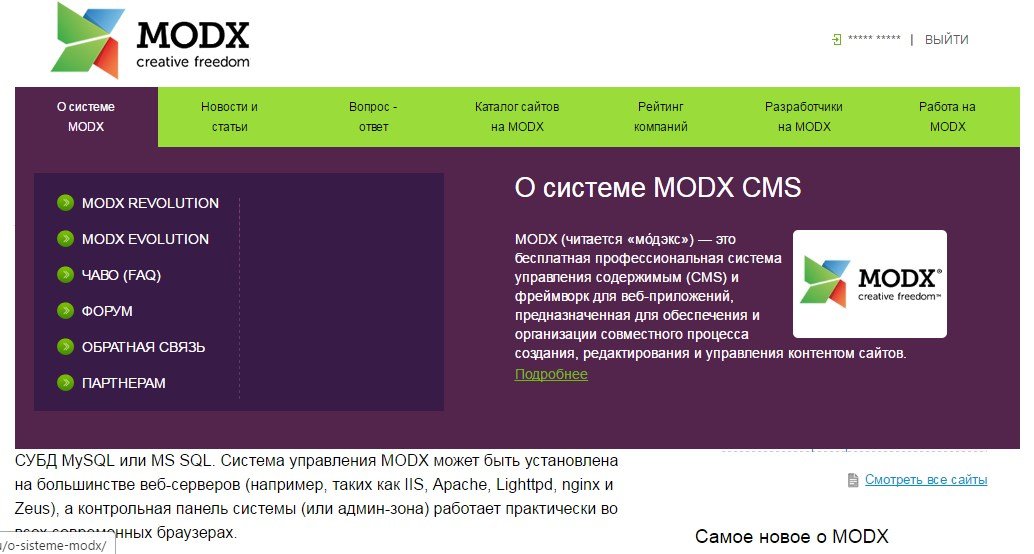 MODX
creative freedom
***** *****   |   ВЫЙТИ
О системе
MODX
Новости и
статьи
Вопрос -
ответ
Каталог сайтов
на MODX
Рейтинг
компаний
Разработчики
на MODX
Работа на
MODX
MODX REVOLUTION
MODX EVOLUTION
ЧАВО (FAQ)
ФОРУМ
ОБРАТНАЯ СВЯЗЬ
ПАРТНЕРАМ
О системе MODX CMS
MODX (читается «мо́дэкс») — это
бесплатная профессиональная система
управления содержимым (CMS) и
фреймворк для веб-приложений,
предназначенная для обеспечения и
организации совместного процесса
создания, редактирования и управления контентом сайтов.
Подробнее
MODX®
creative freedom™
СУБД MySQL или MS SQL. Система управления MODX может быть установлена
на большинстве веб-серверов (например, таких как IIS, Apache, Lighttpd, nginx и
Zeus), а контрольная панель системы (или админ-зона) работает практически во
всех современных браузерах.
u/o-sisteme-modx/
Смотреть все сайты
Самое новое о MODX